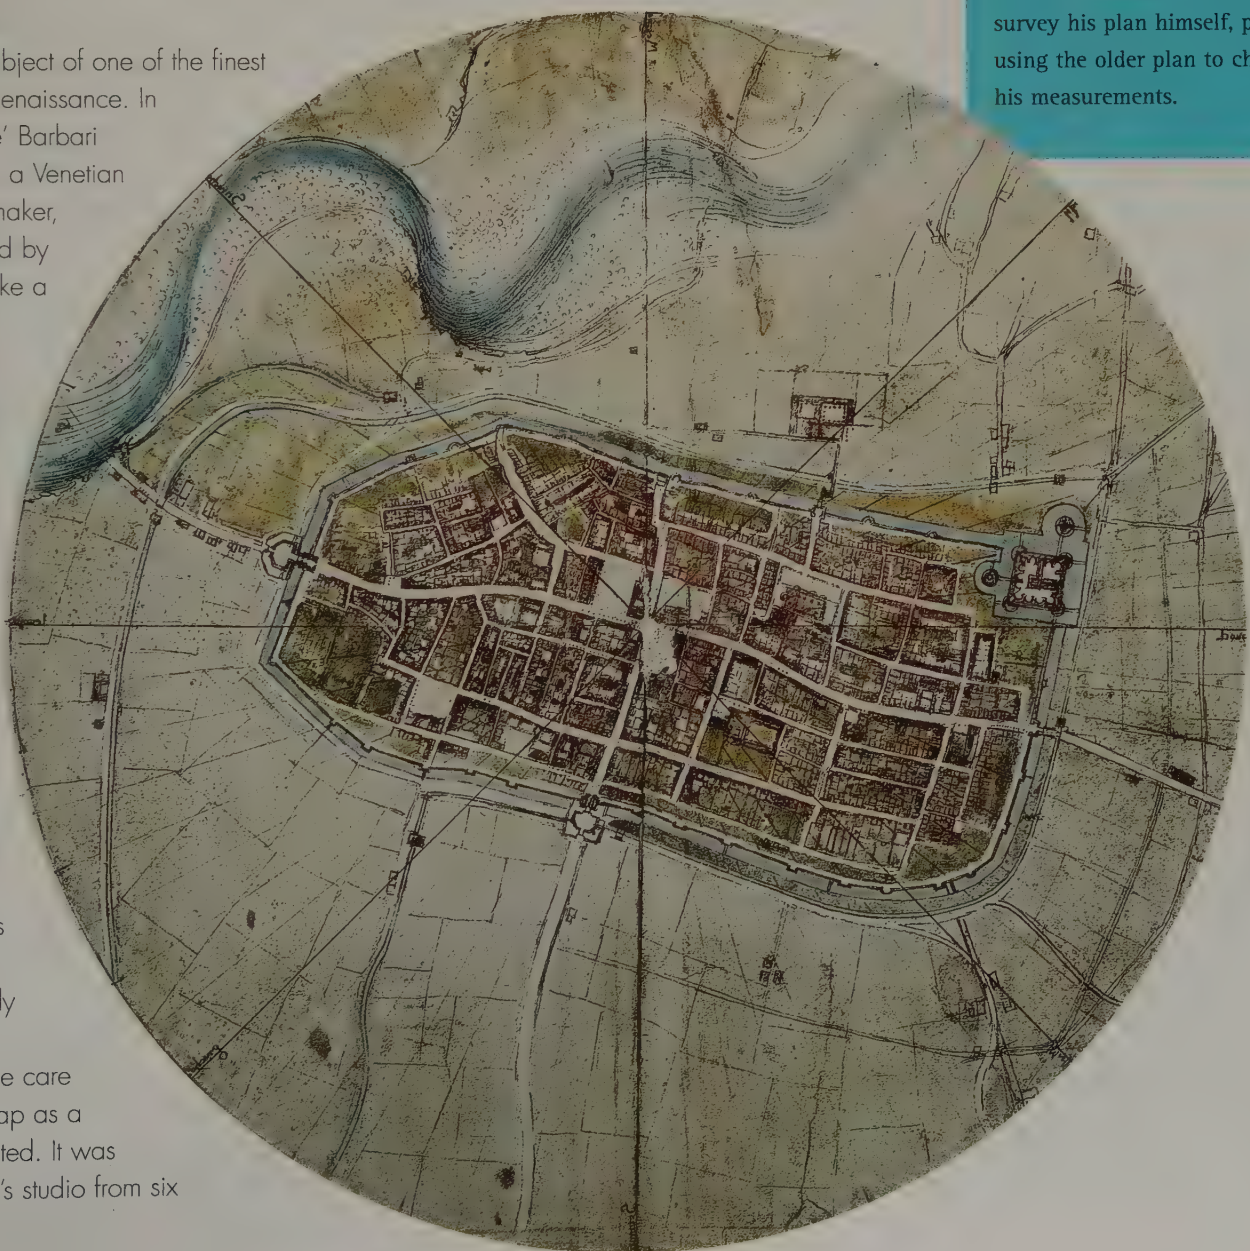 bject of one of the finest
enaissance. In
e' Barbari
a Venetian
naker,
d by
ke a
s
ly
e care
ap as a
ted. It was
's studio from six
survey his plan himself, p
using the older plan to ch
his measurements.